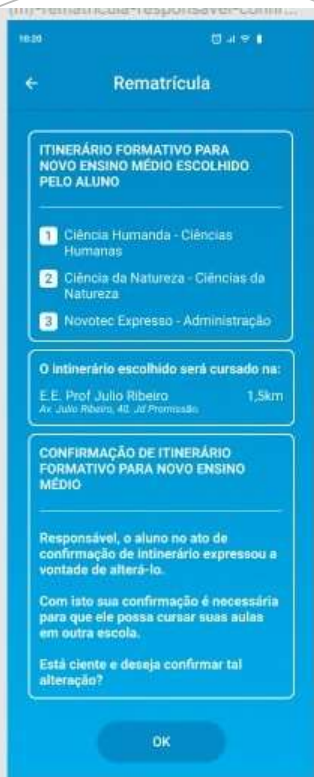 (m)-rematricula-responsavel-confir...
16:20
Rematrícula
ITINERÁRIO FORMATIVO PARA
NOVO ENSINO MÉDIO ESCOLHIDO
PELO ALUNO
1 Ciência Humanda - Ciências
Humanas
2 Ciência da Natureza - Ciências da
Natureza
3 Novotec Expresso - Administração
O intinerário escolhido será cursado na:
E.E. Prof Julio Ribeiro 1,5km
Av. Julio Ribeiro, 40. Jd Promissão.
CONFIRMAÇÃO DE ITINERÁRIO
FORMATIVO PARA NOVO ENSINO
MÉDIO
Responsável, o aluno no ato de
confirmação de intinerário expressou a
vontade de alterá-lo.
Com isto sua confirmação é necessária
para que ele possa cursar suas aulas
em outra escola.
Está ciente e deseja confirmar tal
alteração?
OK